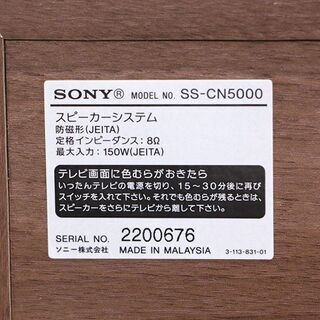 SONY® MODEL NO. SS-CN5000
スピーカーシステム
防磁形(JEITA)
定格インピーダンス: 8Ω
最大入力: 150W(JEITA)
テレビ画面に色むらがおきたら
いったんテレビの電源を切り、15〜30分後に再び
スイッチを入れて下さい。それでも色むらが残るときは、
スピーカーをさらにテレビから離して下さい。
SERIAL NO. 2200676
ソニー株式会社 MADE IN MALAYSIA 3-113-831-01